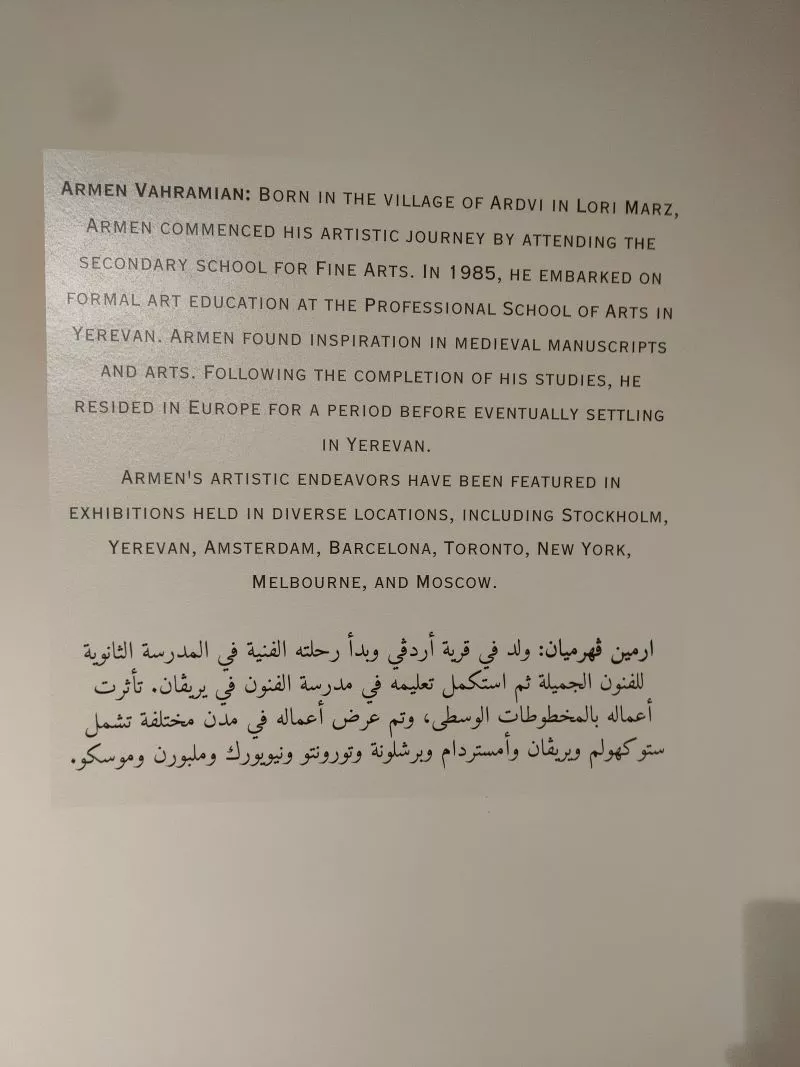 ARMEN VAHRAMIAN: BORN IN THE VILLAGE OF ARDVI IN LORI MARZ,
ARMEN COMMENCED HIS ARTISTIC JOURNEY BY ATTENDING THE
SECONDARY SCHOOL FOR FINE ARTS. IN 1985, HE EMBARKED ON
FORMAL ART EDUCATION AT THE PROFESSIONAL SCHOOL OF ARTS IN
YEREVAN. ARMEN FOUND INSPIRATION IN MEDIEVAL MANUSCRIPTS
AND ARTS. FOLLOWING THE COMPLETION OF HIS STUDIES, HE
RESIDED IN EUROPE FOR A PERIOD BEFORE EVENTUALLY SETTLING
IN YEREVAN.
ARMEN'S ARTISTIC ENDEAVORS HAVE BEEN FEATURED IN
EXHIBITIONS HELD IN DIVERSE LOCATIONS, INCLUDING STOCKHOLM,
YEREVAN, AMSTERDAM, BARCELONA, TORONTO, NEW YORK,
MELBOURNE, AND MOSCOW.
ارمين ڤهرميان: ولد في قرية أردڤي وبدأ رحلته الفنية في المدرسة الثانوية
للفنون الجميلة ثم استكمل تعليمه في مدرسة الفنون في يريڤان. تأثرت
أعماله بالمخطوطات الوسطى، وتم عرض أعماله في مدن مختلفة تشمل
ستوكهولم ويريڤان وأمستردام وبرشلونة وتورونتو ونيويورك وملبورن وموسكو.